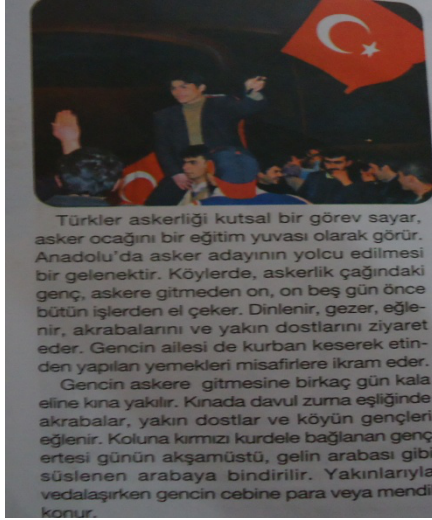 Türkler askerliği kutsal bir görev sayar,
asker ocağını bir eğitim yuvası olarak görür.
Anadolu'da asker adayının yolcu edilmesi
bir gelenektir. Köylerde, askerlik çağındaki
genç, askere gitmeden on, on beş gün önce
bütün işlerden el çeker. Dinlenir, gezer, eğle-
nir, akrabalarını ve yakın dostlarını ziyaret
eder. Gencin ailesi de kurban keserek etin-
den yapılan yemekleri misafirlere ikram eder.
Gencin askere gitmesine birkaç gün kala
eline kına yakılır. Kınada davul zurna eşliğinde
akrabalar, yakın dostlar ve köyün gençleri
eğlenir. Koluna kırmızı kurdele bağlanan genç
ertesi günün akşamüstü, gelin arabası gibi
süslenen arabaya bindirilir. Yakınlarıyla
vedalaşırken gencin cebine para veya mendi
konur.